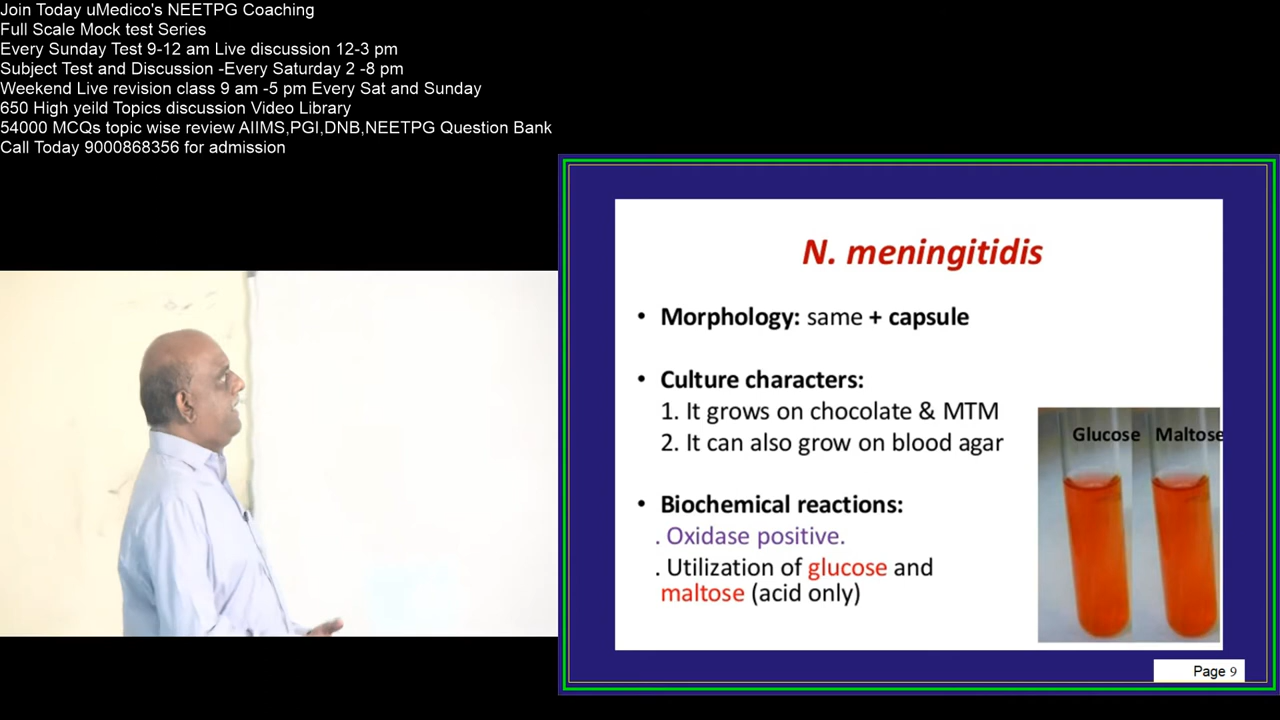 Join Today uMedico's NEETPG Coaching
Full Scale Mock test Series
Every Sunday Test 9-12 am Live discussion 12-3 pm
Subject Test and Discussion -Every Saturday 2 -8 pm
Weekend Live revision class 9 am -5 pm Every Sat and Sunday
650 High yeild Topics discussion Video Library
54000 MCQs topic wise review AIIMS,PGI,DNB,NEETPG Question Bank
Call Today 9000868356 for admission
N. meningitidis
• Morphology: same + capsule
• Culture characters:
1. It grows on chocolate & MTM
2. It can also grow on blood agar
• Biochemical reactions:
. Oxidase positive.
. Utilization of glucose and
maltose (acid only)
Glucose Maltose
Page 9